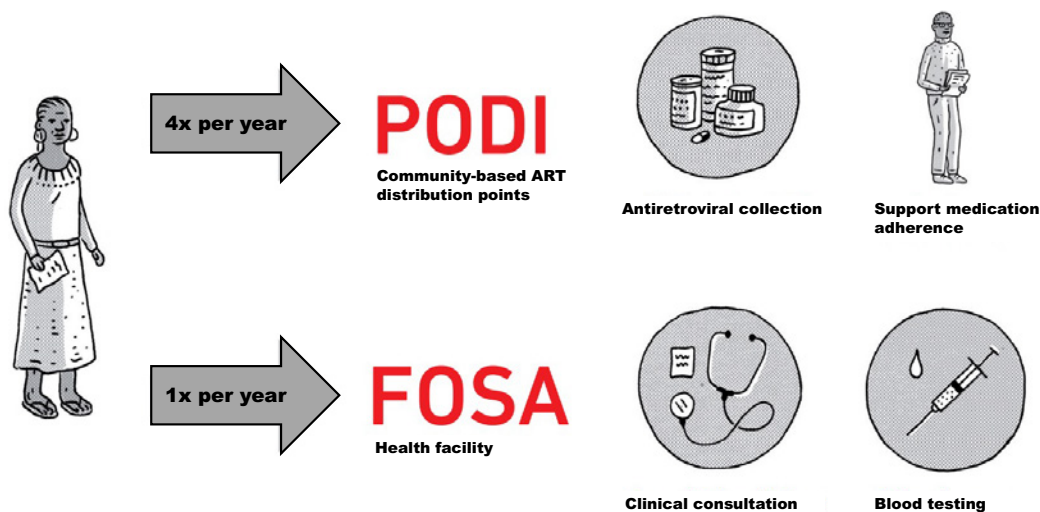 4x per year
PODI
Community-based ART
distribution points
Antiretroviral collection
Support medication
adherence
1x per year
FOSA
Health facility
Clinical consultation
Blood testing